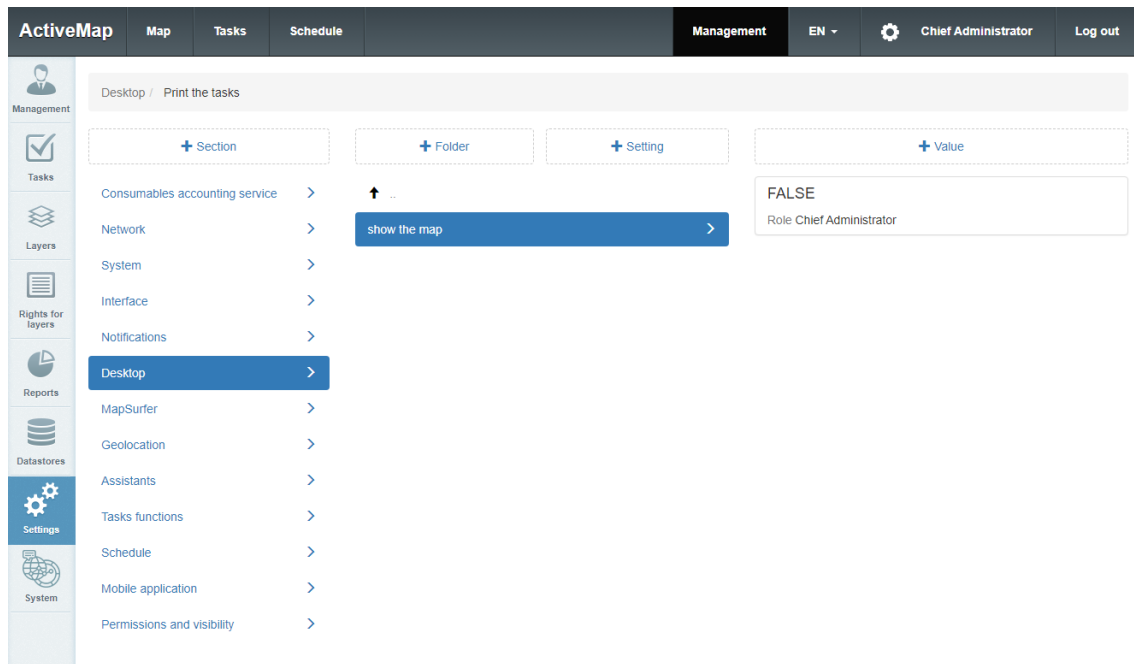 ActiveMap Map Tasks Schedule Management EN Chief Administrator Log out
Management
Tasks
Layers
Rights for
layers
Reports
Datastores
Settings
System
Desktop / Print the tasks
+ Section
Consumables accounting service
Network
System
Interface
Notifications
Desktop
MapSurfer
Geolocation
Assistants
Tasks functions
Schedule
Mobile application
Permissions and visibility
+ Folder + Setting
..
show the map
+ Value
FALSE
Role Chief Administrator